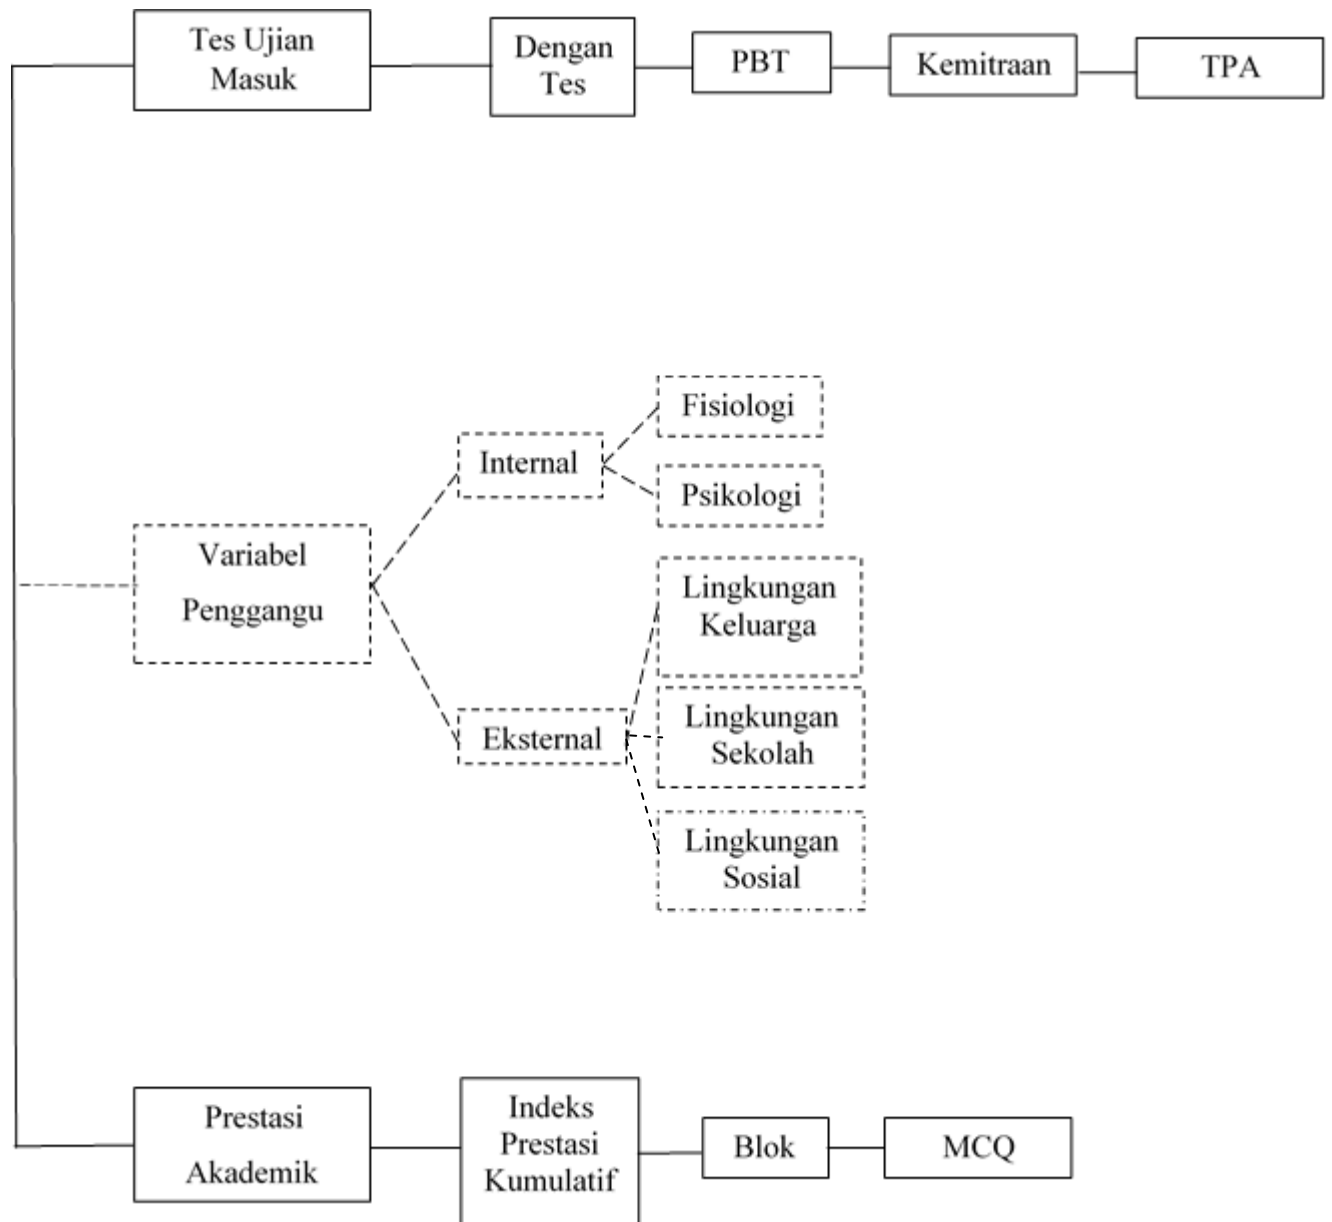 Tes Ujian
Masuk
Dengan
Tes
PBT
Kemitraan
TPA
Fisiologi
Internal
Psikologi
Variabel
Penggangu
Lingkungan
Keluarga
Lingkungan
Sekolah
Eksternal
Lingkungan
Sosial
Prestasi
Akademik
Indeks
Prestasi
Kumulatif
Blok
MCQ